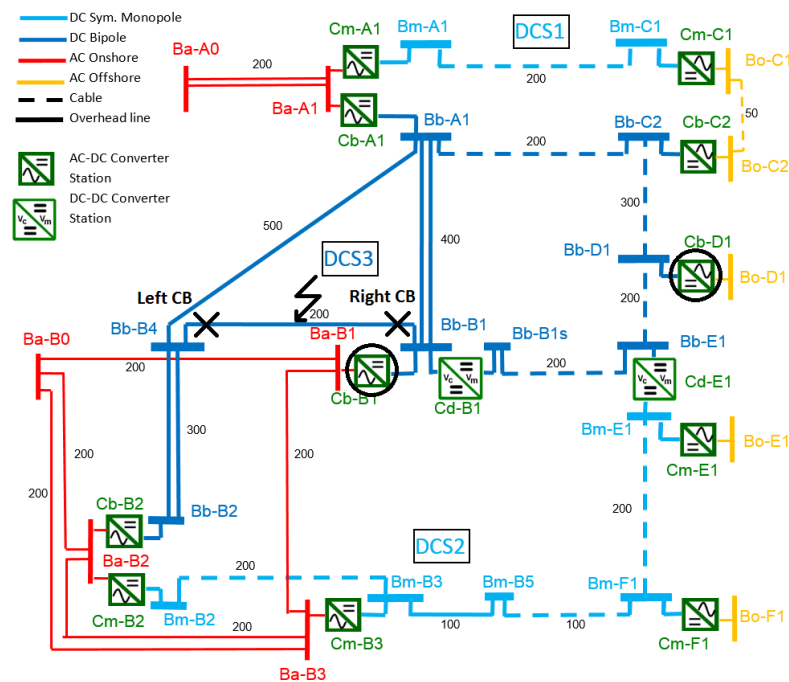 DC Sym. Monopole
DC Bipole
AC Onshore
AC Offshore
Cable
Overhead line
AC-DC Converter
Station
DC-DC Converter
Station
Vc Vm
Cm-A1
Bm-A1
DCS1
Bm-C1
Cm-C1
Bo-C1
Ba-A0
200
200
Ba-A1
50
Cb-A1
Bb-A1
200
Bb-C2
Cb-C2
Bo-C2
500
400
300
DCS3
Bb-D1
Cb-D1
Bo-D1
Left CB
Right CB
200
200
Ba-B0
Bb-B4
Ba-B1
Bb-B1
Bb-B1s
Bb-E1
200
Cb-B1
Vc Vm
Cd-B1
200
Vc Vm
Cd-E1
300
200
200
200
Bm-E1
Bo-E1
Cm-E1
Cb-B2
Bb-B2
200
Ba-B2
DCS2
200
Bm-B3
Bm-B5
Bm-F1
Cm-B2
Bm-B2
200
Cm-B3
100
100
Cm-F1
Bo-F1
Ba-B3